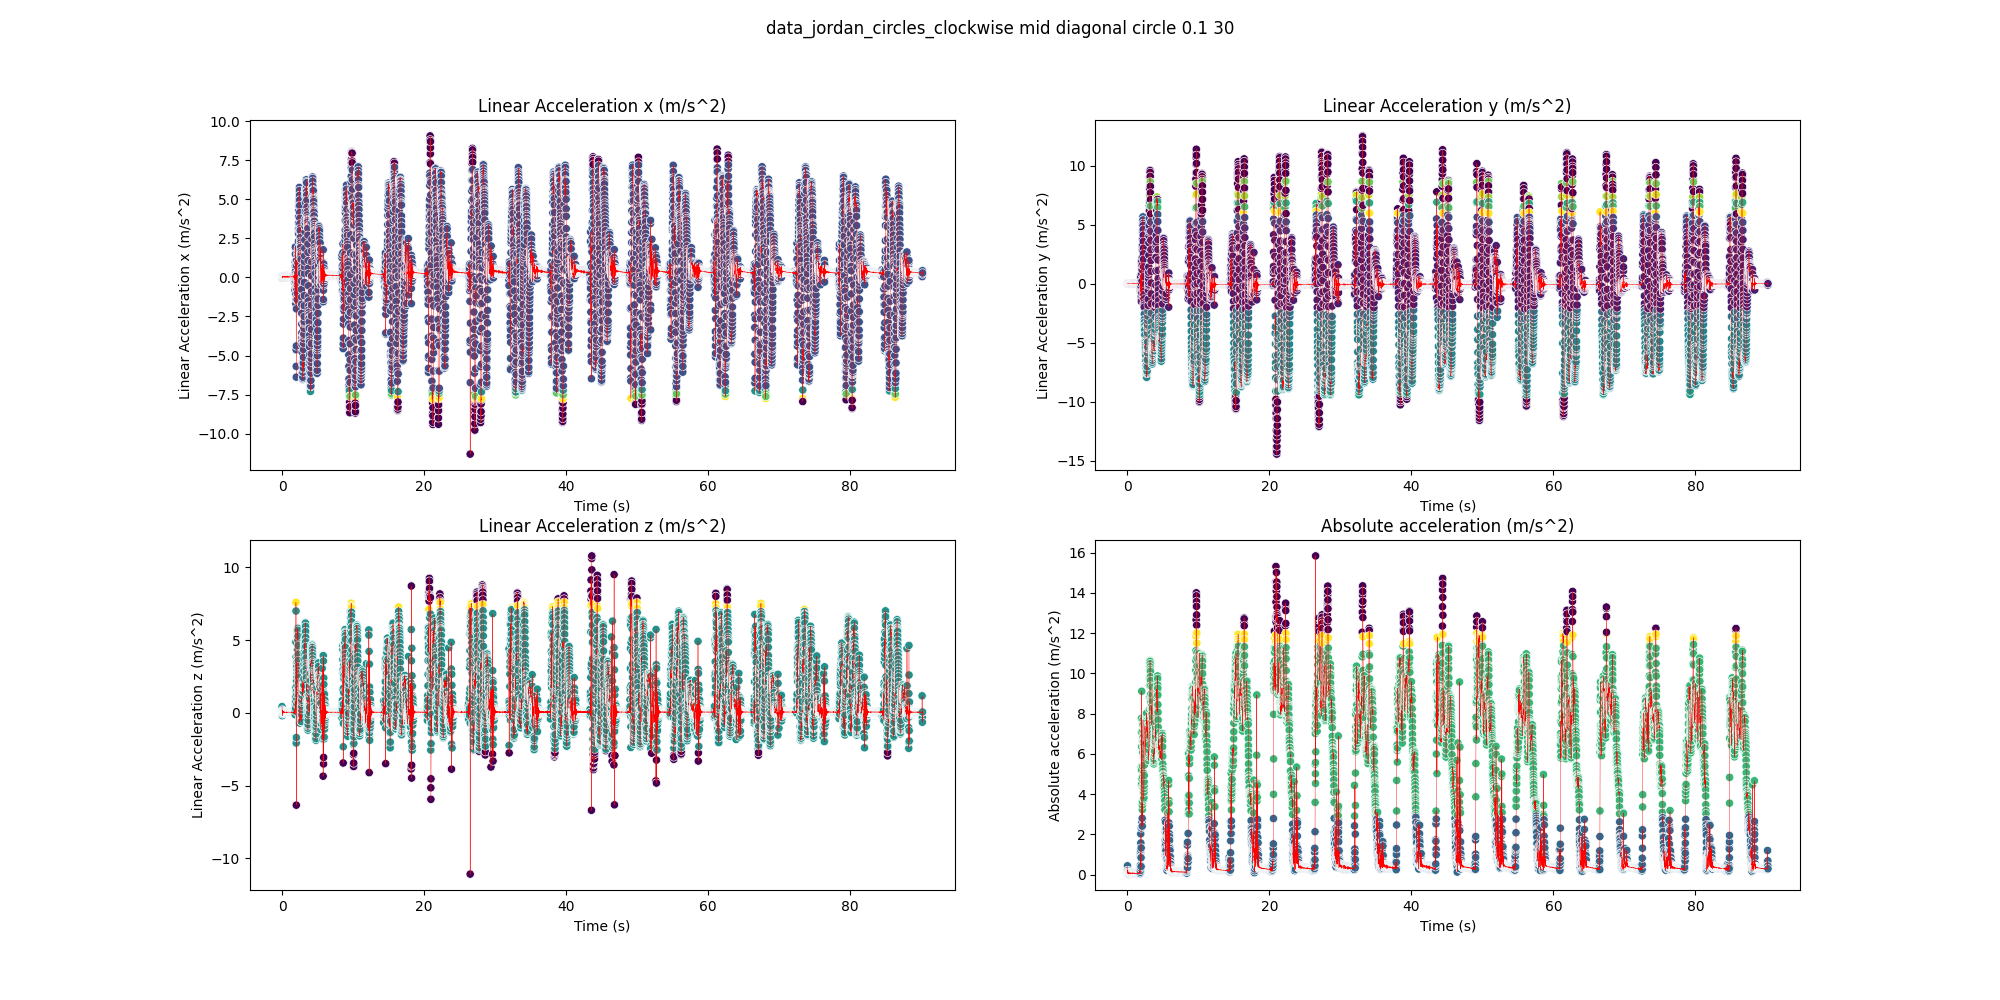 data_jordan_circles_clockwise mid diagonal circle 0.1 30
Linear Acceleration x (m/s^2)
Linear Acceleration x (m/s^2)
10.0
7.5
5.0
2.5
0.0
−2.5
−5.0
−7.5
−10.0
0 20 40 60 80
Time (s)
Linear Acceleration y (m/s^2)
Linear Acceleration y (m/s^2)
10
5
0
−5
−10
−15
0 20 40 60 80
Time (s)
Linear Acceleration z (m/s^2)
Linear Acceleration z (m/s^2)
10
5
0
−5
−10
0 20 40 60 80
Time (s)
Absolute acceleration (m/s^2)
Absolute acceleration (m/s^2)
16
14
12
10
8
6
4
2
0
0 20 40 60 80
Time (s)